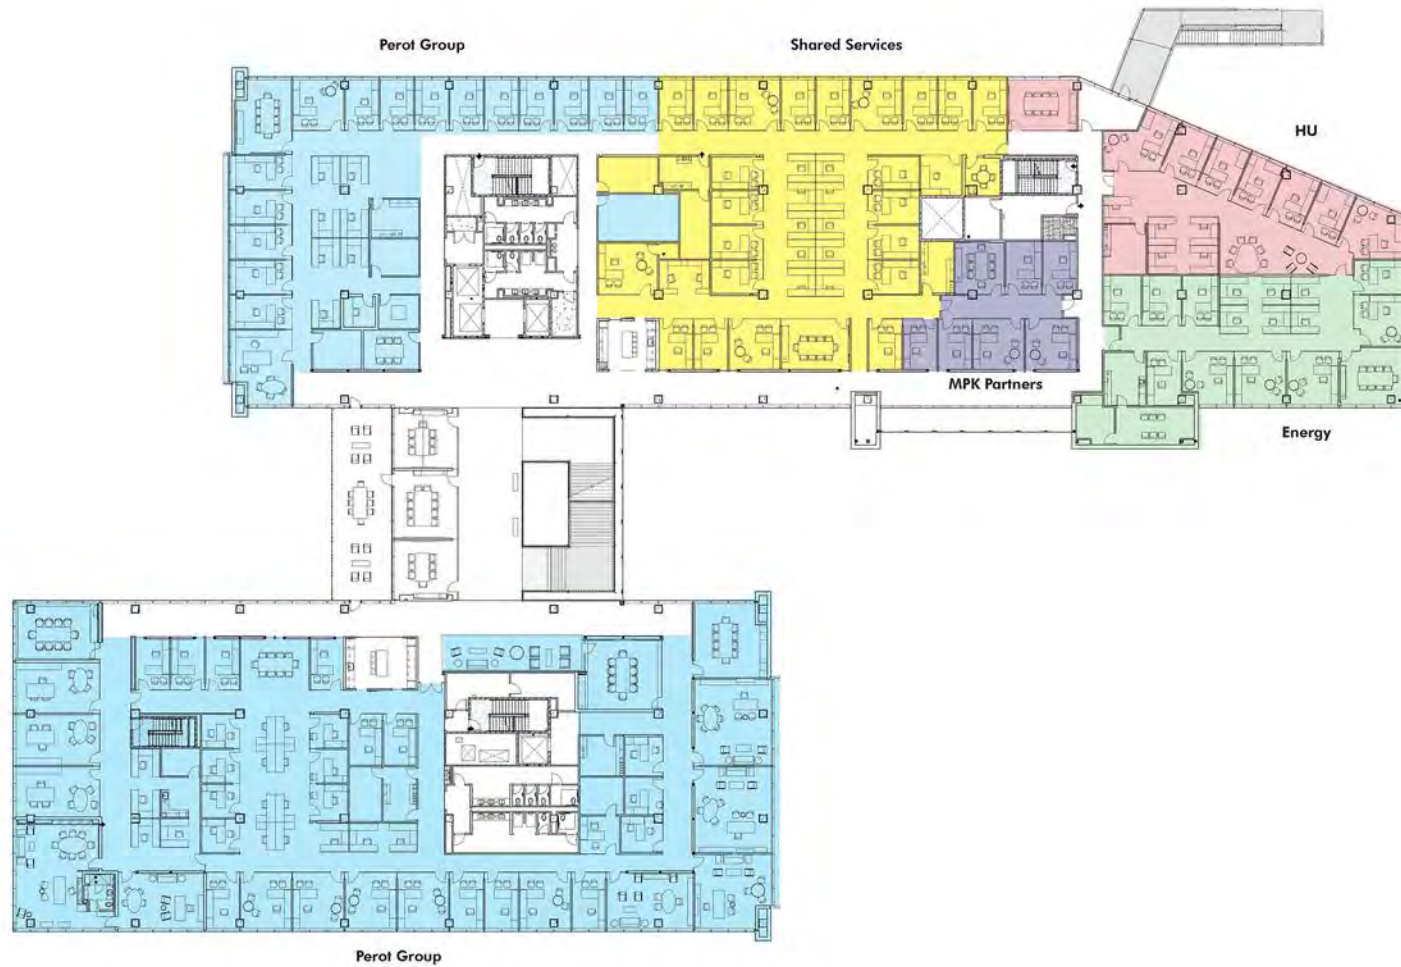 Perot Group
Shared Services
HU
MPK Partners
Energy
Perot Group